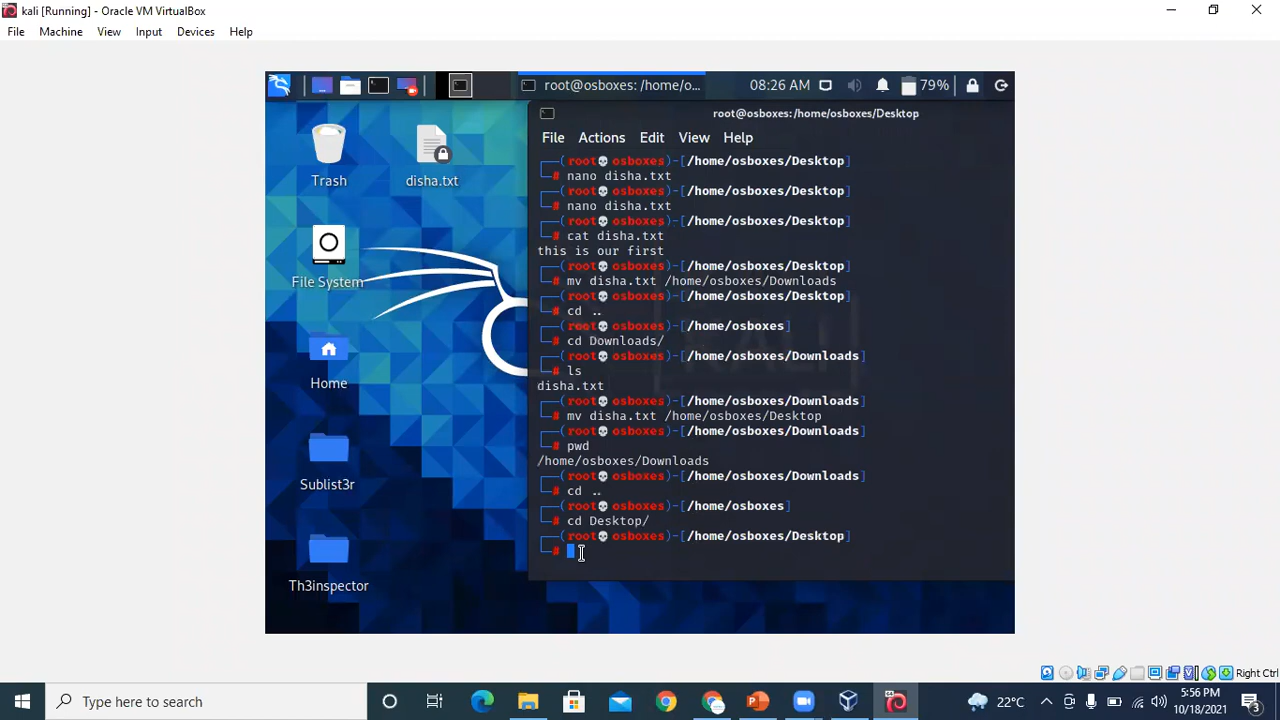 kali [Running] - Oracle VM VirtualBox
File Machine View Input Devices Help
root@osboxes: /home/o... 08:26 AM 79%
root@osboxes:/home/osboxes/Desktop
File Actions Edit View Help
Trash
disha.txt
File System
Home
Sublist3r
Th3inspector
(root💀osboxes)-[/home/osboxes/Desktop]
# nano disha.txt
(root💀osboxes)-[/home/osboxes/Desktop]
# nano disha.txt
(root💀osboxes)-[/home/osboxes/Desktop]
# cat disha.txt
this is our first
(root💀osboxes)-[/home/osboxes/Desktop]
# mv disha.txt /home/osboxes/Downloads
(root💀osboxes)-[/home/osboxes/Desktop]
# cd ..
(root💀osboxes)-[/home/osboxes]
# cd Downloads/
(root💀osboxes)-[/home/osboxes/Downloads]
# ls
disha.txt
(root💀osboxes)-[/home/osboxes/Downloads]
# mv disha.txt /home/osboxes/Desktop
(root💀osboxes)-[/home/osboxes/Downloads]
# pwd
/home/osboxes/Downloads
(root💀osboxes)-[/home/osboxes/Downloads]
# cd ..
(root💀osboxes)-[/home/osboxes]
# cd Desktop/
(root💀osboxes)-[/home/osboxes/Desktop]
#
Right Ctrl
Type here to search
22°C
5:56 PM
10/18/2021
3